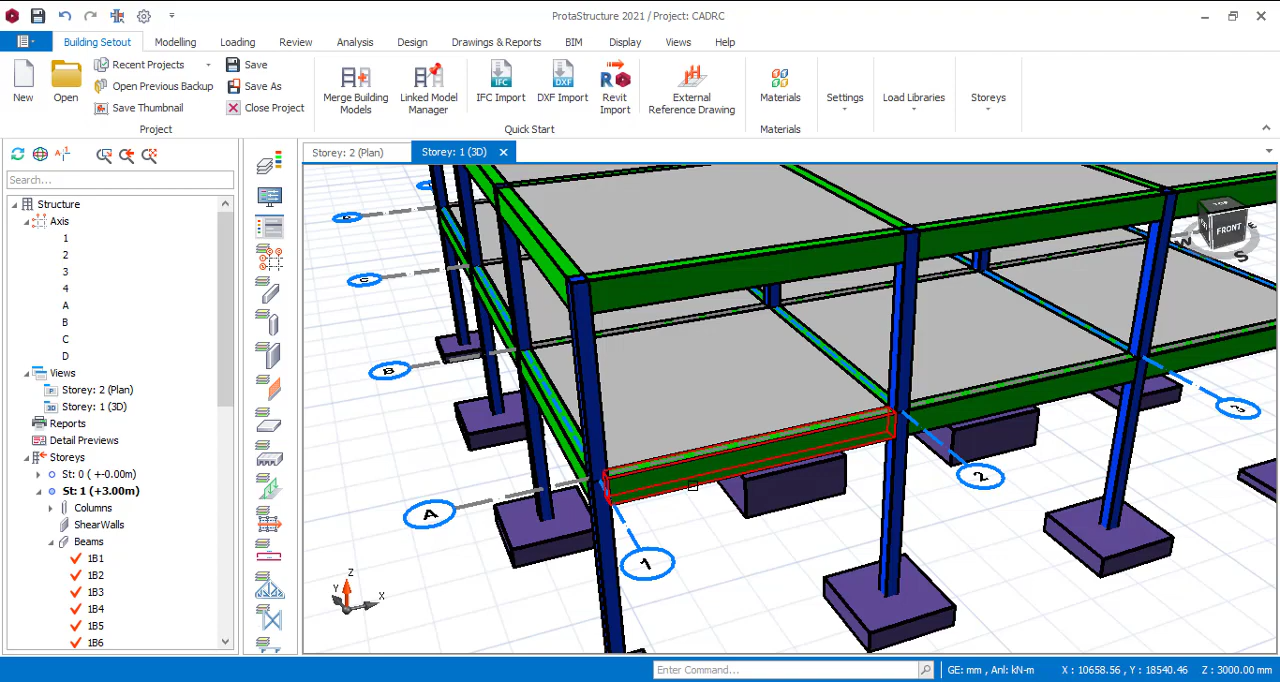 ProtaStructure 2021 / Project: CADRC
Building Setout Modelling Loading Review Analysis Design Drawings & Reports BIM Display Views Help
New
Open
Recent Projects
Open Previous Backup
Save Thumbnail
Save
Save As
Close Project
Project
Merge Building
Models
Linked Model
Manager
IFC
IFC Import
DXF
DXF Import
R
Revit
Import
External
Reference Drawing
Quick Start
Materials
Materials
Settings
Load Libraries
Storeys
Storey: 2 (Plan)
Storey: 1 (3D)
Search...
Structure
Axis
1
2
3
4
A
B
C
D
Views
Storey: 2 (Plan)
Storey: 1 (3D)
Reports
Detail Previews
Storeys
St: 0 ( +-0.00m)
St: 1 (+3.00m)
Columns
ShearWalls
Beams
1B1
1B2
1B3
1B4
1B5
1B6
D
C
B
A
1
2
3
TOP
FRONT
W
S
E
Z
Y
X
Enter Command...
GE: mm , Anl: kN-m
X : 10658.56 , Y : 18540.46
Z : 3000.00 mm